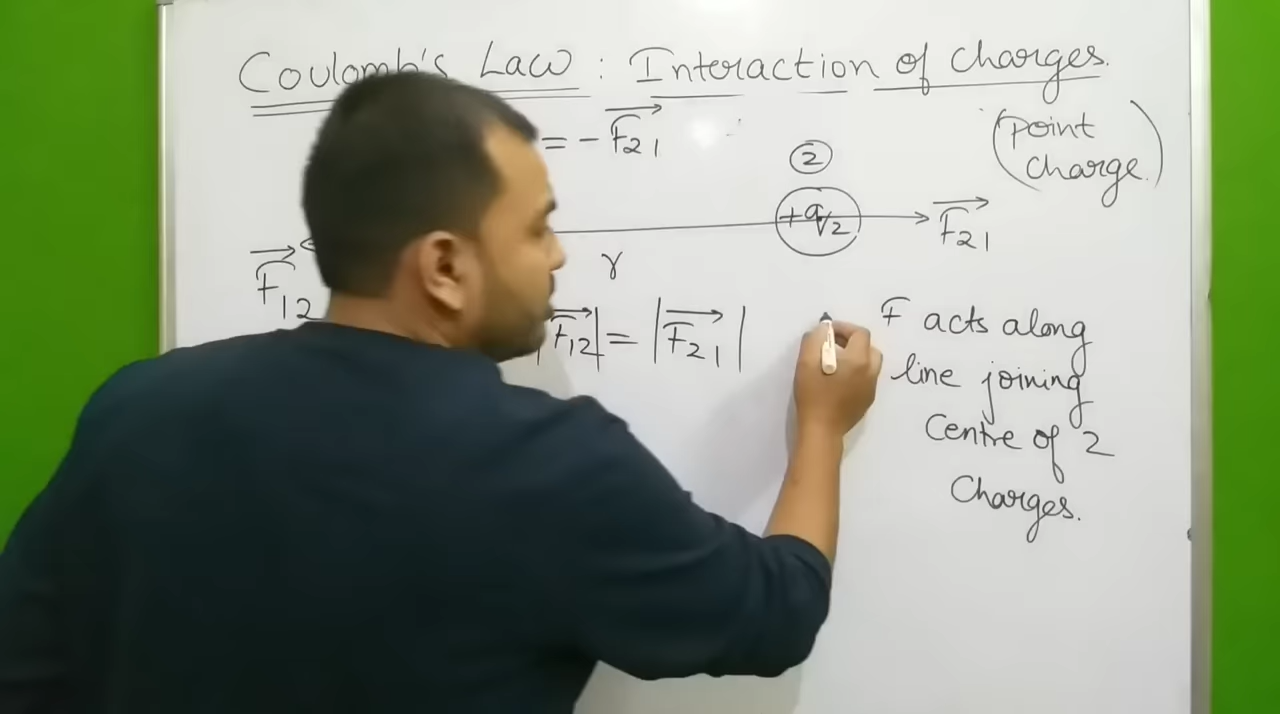 Coulomb's Law : Interaction of Charges.
= - F21
(point
charge.)
②
+q2
F21
F12
r
|F12| = |F21|
F acts along
line joining
Centre of 2
Charges.